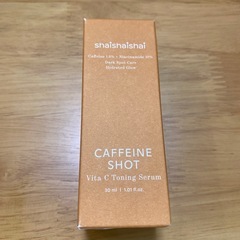 shaishaishai
Caffeine 1.0% + Niacinamide 10%
Dark Spot Care
Hydrated Glow
CAFFEINE
SHOT
Vita C Toning Serum
30 ml | 1.01 fl.oz.